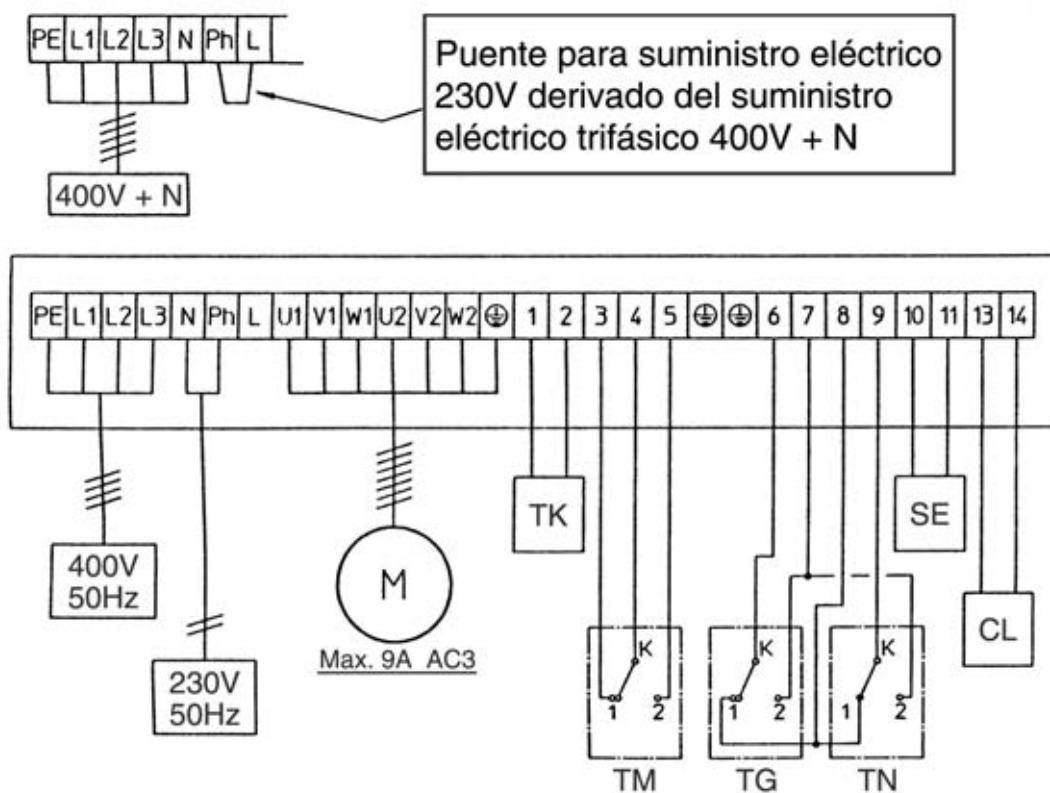 PE L1 L2 L3 N Ph L
Puente para suministro eléctrico
230V derivado del suministro
eléctrico trifásico 400V + N
400V + N
PE L1 L2 L3 N Ph L U1 V1 W1 U2 V2 W2 ⏚ 1 2 3 4 5 ⏚ ⏚ 6 7 8 9 10 11 13 14
TK
SE
400V
50Hz
M
CL
Max. 9A AC3
230V
50Hz
K
1 2
K
1 2
K
1 2
TM
TG
TN